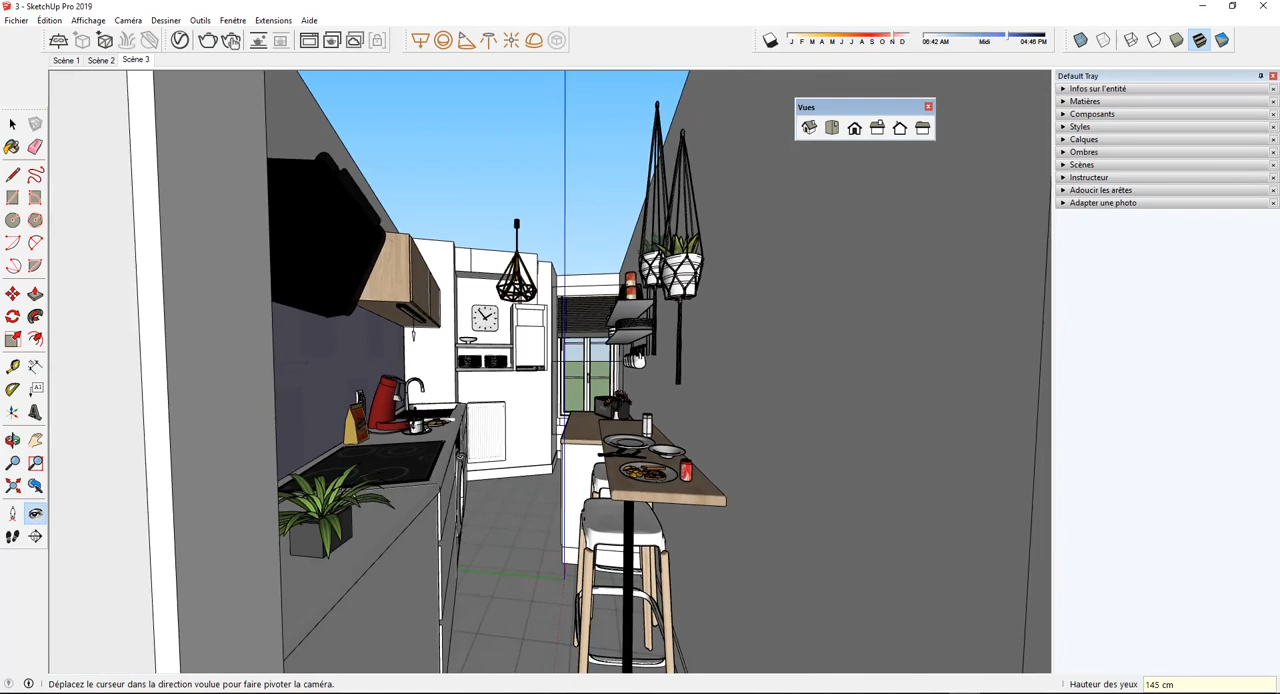 3 - SketchUp Pro 2019
Fichier Édition Affichage Caméra Dessiner Outils Fenêtre Extensions Aide
J F M A M J J A S O N D
06:42 AM Midi 04:46 PM
Scène 1 Scène 2 Scène 3
Default Tray
Infos sur l'entité
Matières
Composants
Styles
Calques
Ombres
Scènes
Instructeur
Adoucir les arêtes
Adapter une photo
Vues
A1
Déplacez le curseur dans la direction voulue pour faire pivoter la caméra.
Hauteur des yeux 145 cm